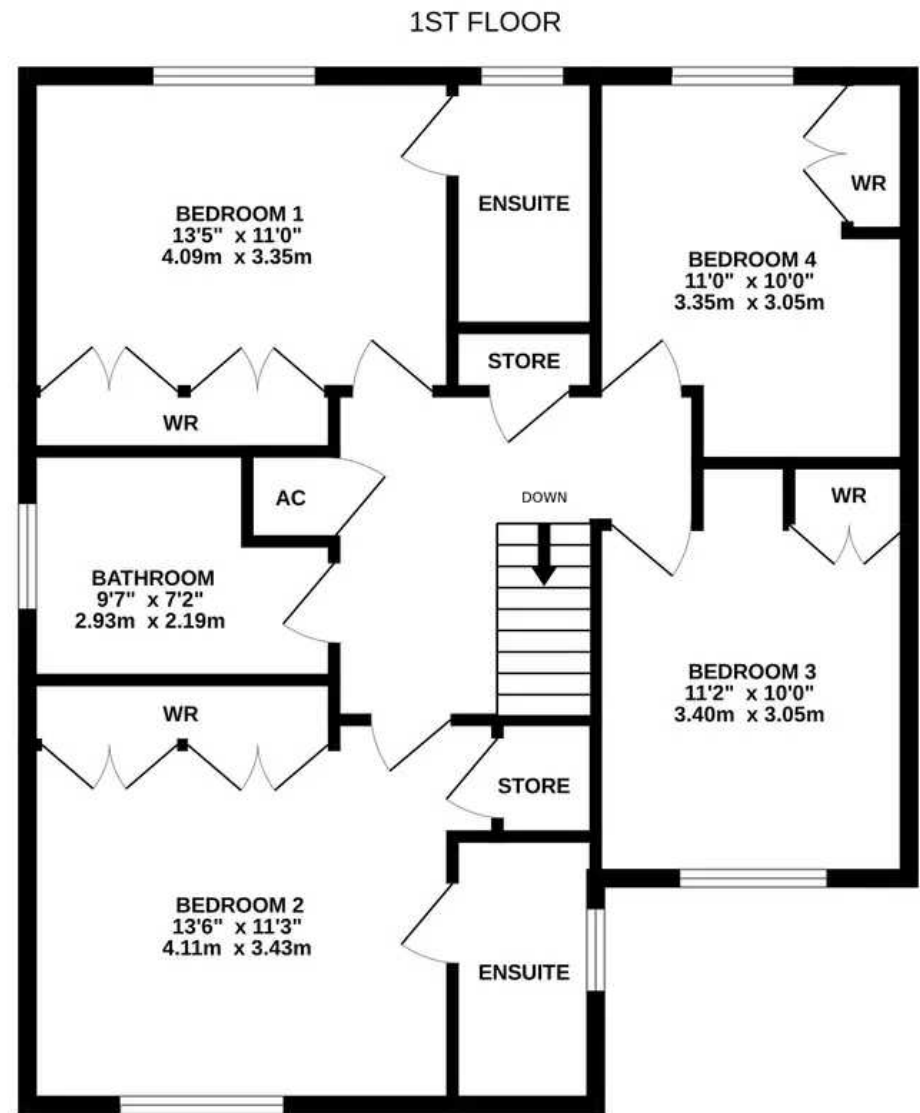 1ST FLOOR
BEDROOM 1
13'5" x 11'0"
4.09m x 3.35m
ENSUITE
WR
BEDROOM 4
11'0" x 10'0"
3.35m x 3.05m
STORE
WR
AC
DOWN
WR
BATHROOM
9'7" x 7'2"
2.93m x 2.19m
BEDROOM 3
11'2" x 10'0"
3.40m x 3.05m
WR
STORE
BEDROOM 2
13'6" x 11'3"
4.11m x 3.43m
ENSUITE